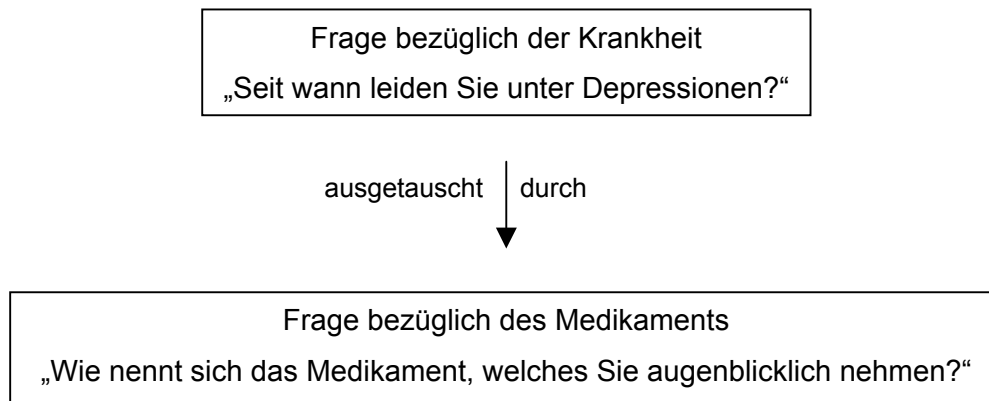 Frage bezüglich der Krankheit
„Seit wann leiden Sie unter Depressionen?“
ausgetauscht durch
Frage bezüglich des Medikaments
„Wie nennt sich das Medikament, welches Sie augenblicklich nehmen?“